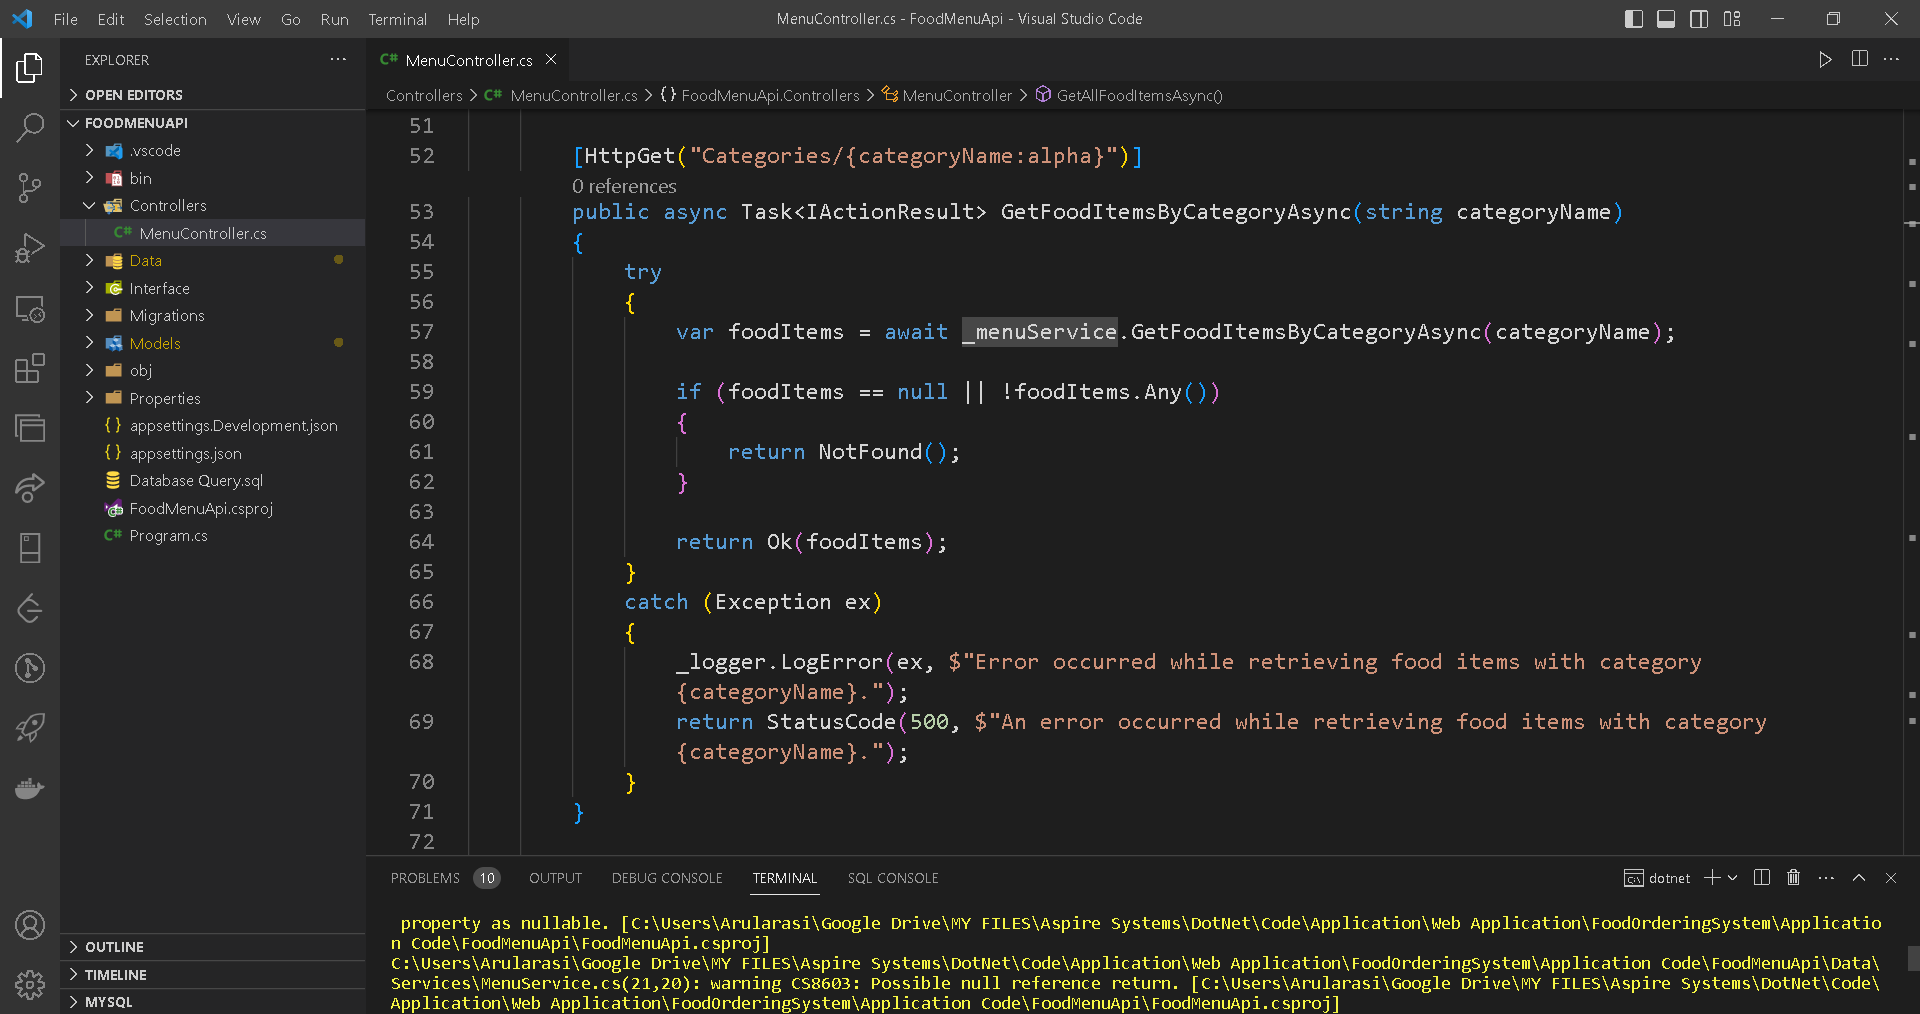 File Edit Selection View Go Run Terminal Help
MenuController.cs - FoodMenuApi - Visual Studio Code
EXPLORER
OPEN EDITORS
FOODMENUAPI
.vscode
bin
Controllers
C# MenuController.cs
Data
Interface
Migrations
Models
obj
Properties
{} appsettings.Development.json
{} appsettings.json
Database Query.sql
FoodMenuApi.csproj
C# Program.cs
OUTLINE
TIMELINE
MYSQL
C# MenuController.cs
Controllers > C# MenuController.cs > {} FoodMenuApi.Controllers > MenuController > GetAllFoodItemsAsync()
51
52 [HttpGet("Categories/{categoryName:alpha}")]
0 references
53 public async Task<IActionResult> GetFoodItemsByCategoryAsync(string categoryName)
54 {
55 try
56 {
57 var foodItems = await _menuService.GetFoodItemsByCategoryAsync(categoryName);
58
59 if (foodItems == null || !foodItems.Any())
60 {
61 return NotFound();
62 }
63
64 return Ok(foodItems);
65 }
66 catch (Exception ex)
67 {
68 _logger.LogError(ex, $"Error occurred while retrieving food items with category
{categoryName}.");
69 return StatusCode(500, $"An error occurred while retrieving food items with category
{categoryName}.");
70 }
71 }
72
PROBLEMS 10 OUTPUT DEBUG CONSOLE TERMINAL SQL CONSOLE
dotnet
property as nullable. [C:\Users\Arularasi\Google Drive\MY FILES\Aspire Systems\DotNet\Code\Application\Web Application\FoodOrderingSystem\Applicatio
n Code\FoodMenuApi\FoodMenuApi.csproj]
C:\Users\Arularasi\Google Drive\MY FILES\Aspire Systems\DotNet\Code\Application\Web Application\FoodOrderingSystem\Application Code\FoodMenuApi\Data\
Services\MenuService.cs(21,20): warning CS8603: Possible null reference return. [C:\Users\Arularasi\Google Drive\MY FILES\Aspire Systems\DotNet\Code\
Application\Web Application\FoodOrderingSystem\Application Code\FoodMenuApi\FoodMenuApi.csproj]